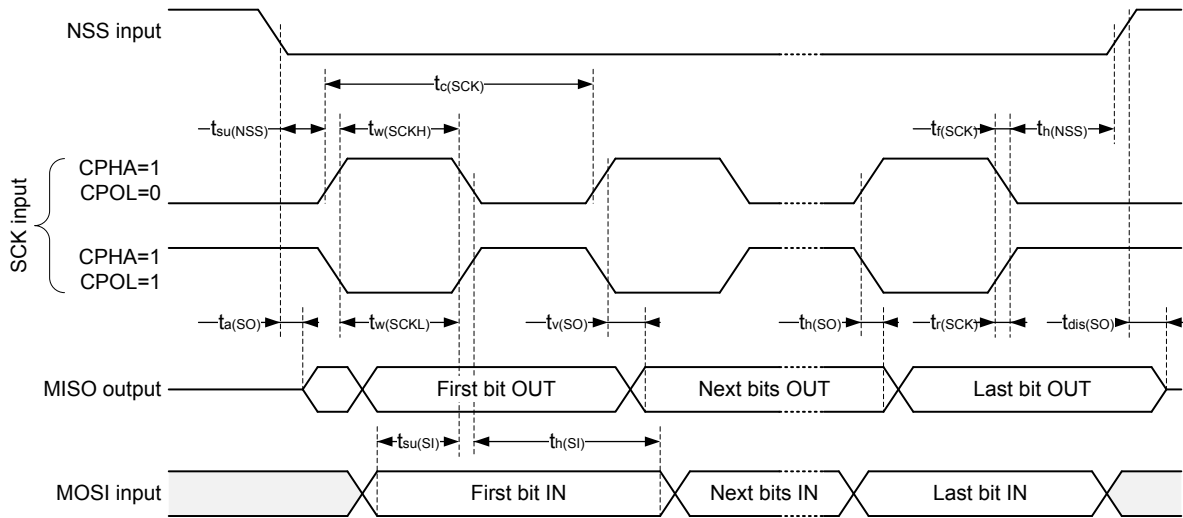 NSS input
tc(SCK)
tsu(NSS) tw(SCKH) tf(SCK) th(NSS)
SCK input
CPHA=1
CPOL=0
CPHA=1
CPOL=1
ta(SO) tw(SCKL) tv(SO) th(SO) tr(SCK) tdis(SO)
MISO output First bit OUT Next bits OUT Last bit OUT
tsu(SI) th(SI)
MOSI input First bit IN Next bits IN Last bit IN